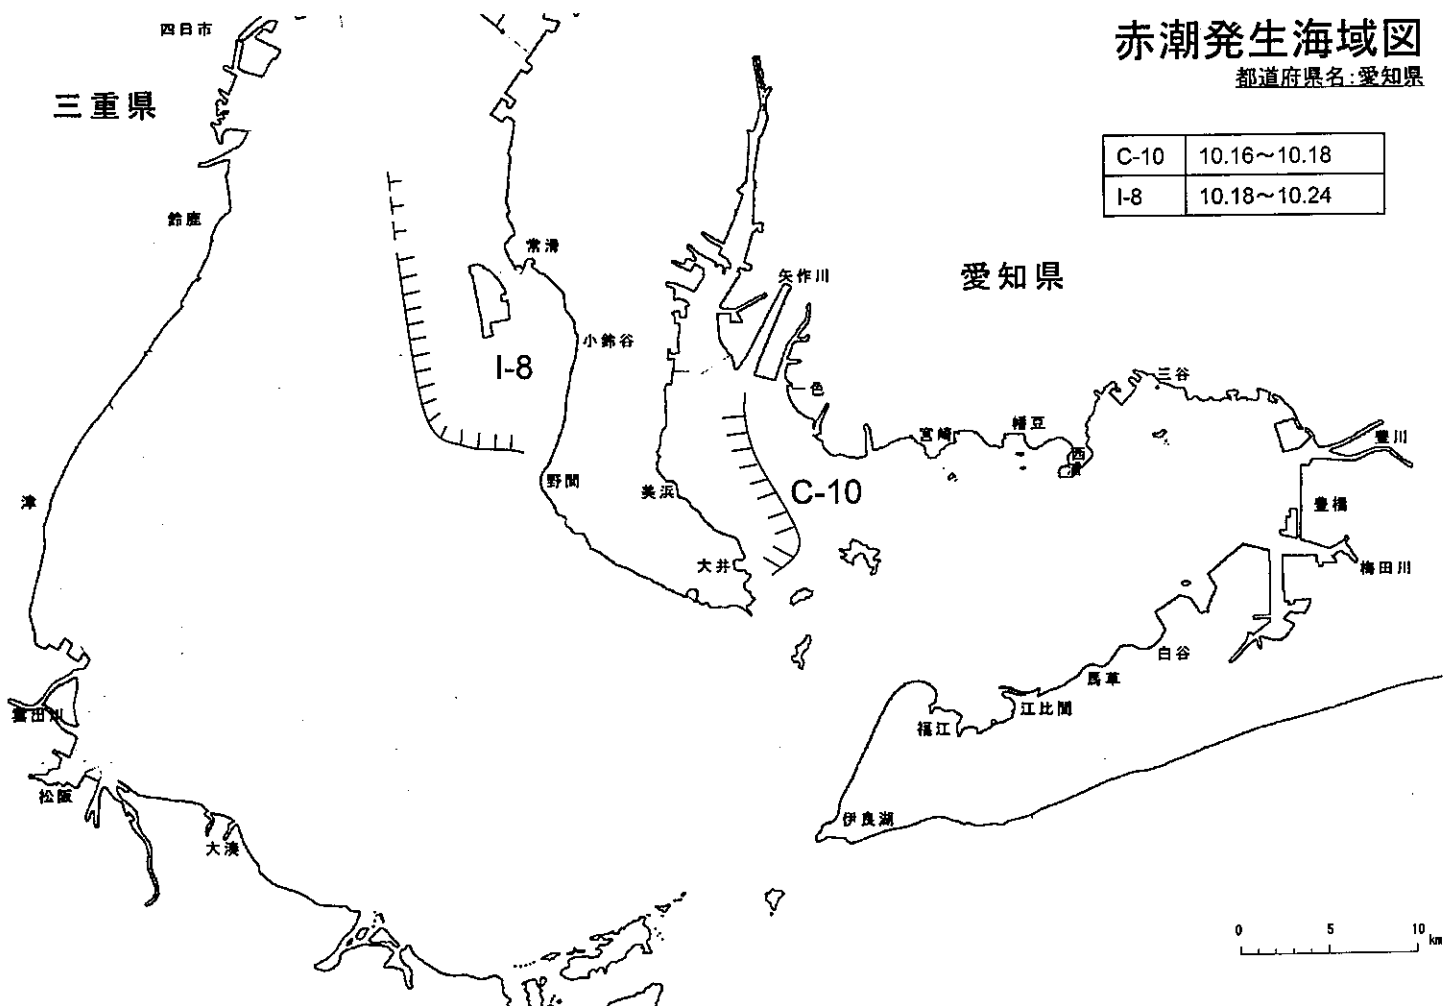 赤潮発生海域図
都道府県名:愛知県
C-10 10.16～10.18
I-8 10.18～10.24
四日市
三重県
鈴鹿
常滑
矢作川
愛知県
小鈴谷
I-8
三谷
一色
宮崎
幡豆
豊川
西浦
野間
美浜
C-10
津
豊橋
大井
梅田川
白谷
馬草
雲出川
福江
江比間
松阪
伊良湖
大湊
0 5 10
km